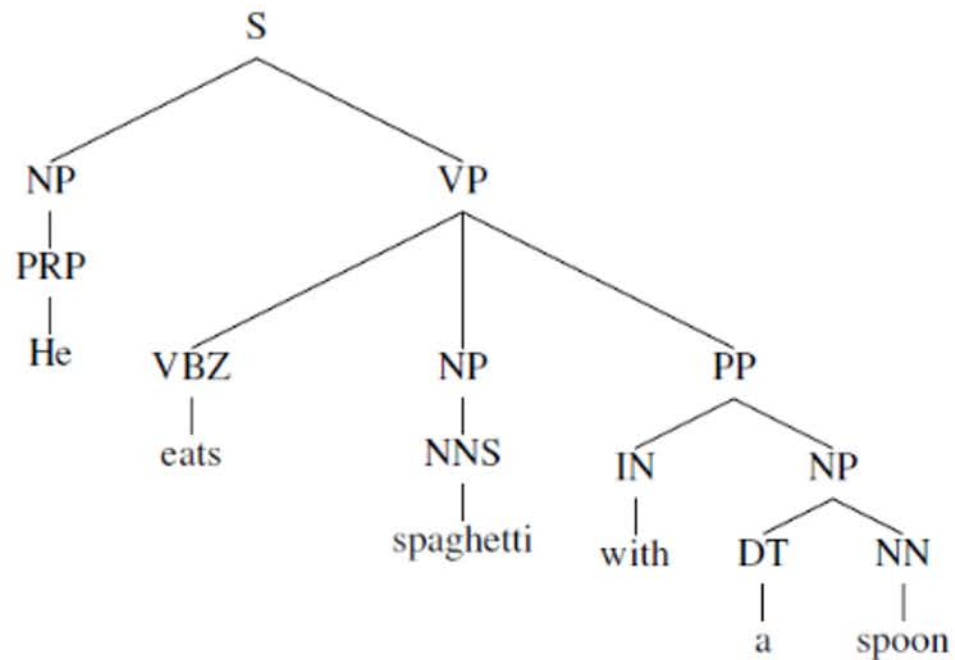 S
NP VP
PRP
He VBZ NP PP
eats NNS IN NP
spaghetti with DT NN
a spoon